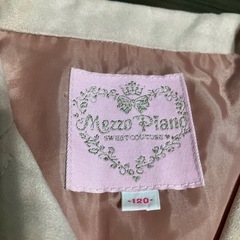 Mezzo Piano
SWEET COUTURE
-120-